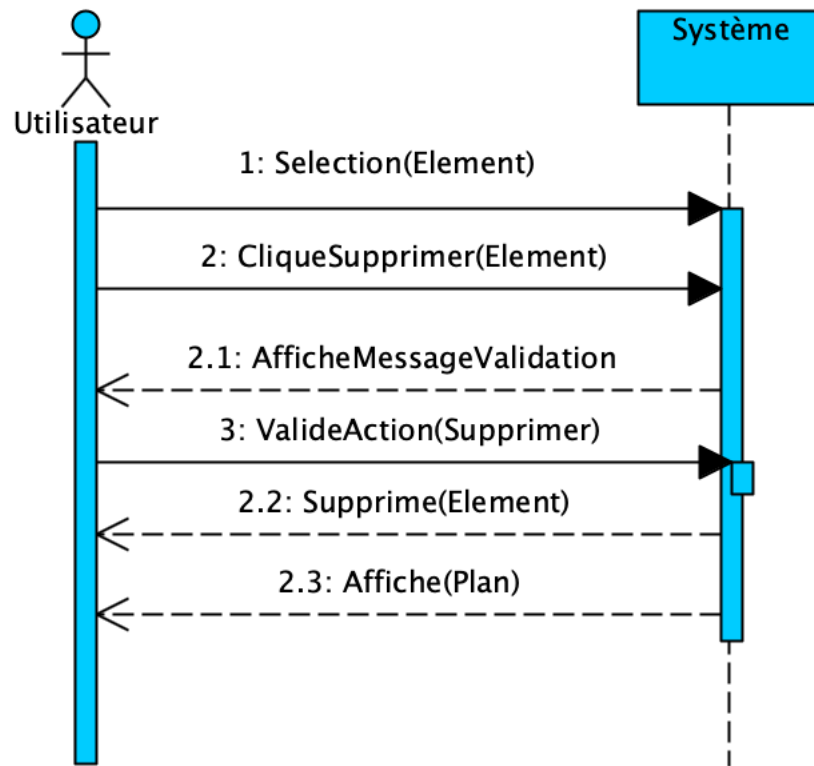 Système
Utilisateur
1: Selection(Element)
2: CliqueSupprimer(Element)
2.1: AfficheMessageValidation
3: ValideAction(Supprimer)
2.2: Supprime(Element)
2.3: Affiche(Plan)